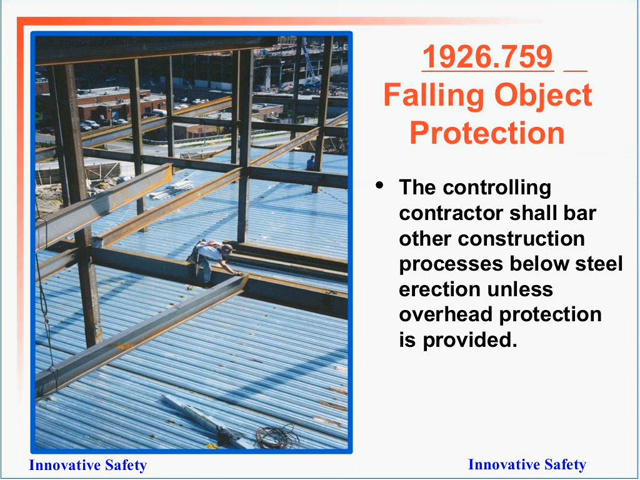 1926.759 __
Falling Object
Protection
• The controlling
contractor shall bar
other construction
processes below steel
erection unless
overhead protection
is provided.
Innovative Safety
Innovative Safety